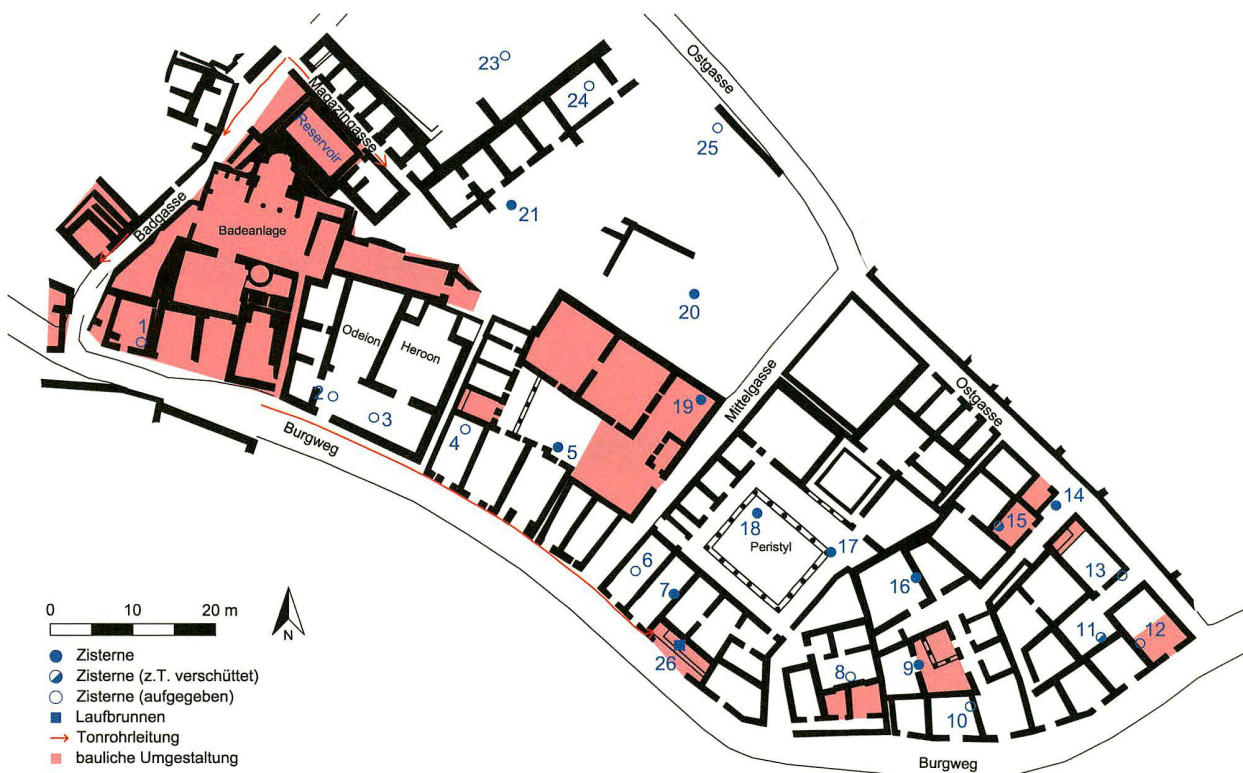 Ostgasse
23
24
Magazingasse
Reservoir
25
21
Badgasse
Badeanlage
20
1
Odeion
Heroon
Mittelgasse
Ostgasse
2
3
19
4
5
Burgweg
14
15
18
17
Peristyl
6
7
16
13
11
12
26
8
9
10
Burgweg
0 10 20 m
N
Zisterne
Zisterne (z.T. verschüttet)
Zisterne (aufgegeben)
Laufbrunnen
Tonrohrleitung
bauliche Umgestaltung